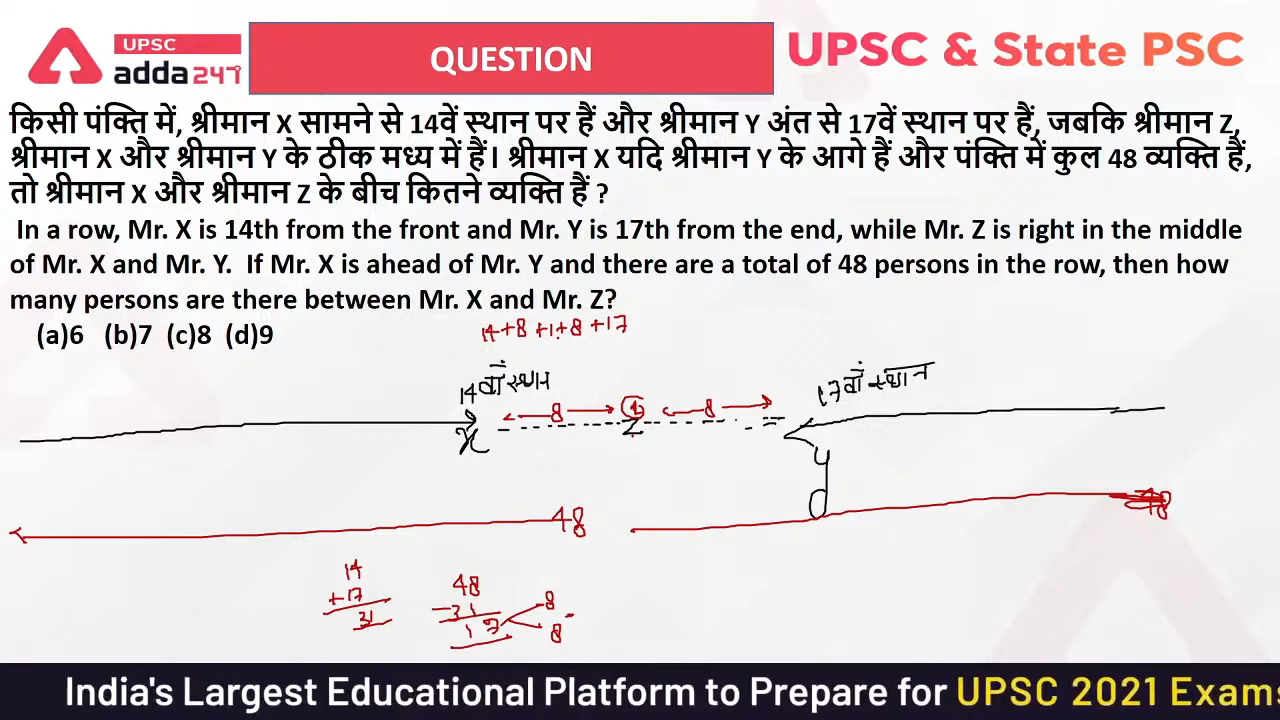 UPSC
adda247
QUESTION
UPSC & State PSC
किसी पंक्ति में, श्रीमान X सामने से 14वें स्थान पर हैं और श्रीमान Y अंत से 17वें स्थान पर हैं, जबकि श्रीमान Z,
श्रीमान X और श्रीमान Y के ठीक मध्य में हैं। श्रीमान X यदि श्रीमान Y के आगे हैं और पंक्ति में कुल 48 व्यक्ति हैं,
तो श्रीमान X और श्रीमान Z के बीच कितने व्यक्ति हैं ?
In a row, Mr. X is 14th from the front and Mr. Y is 17th from the end, while Mr. Z is right in the middle
of Mr. X and Mr. Y. If Mr. X is ahead of Mr. Y and there are a total of 48 persons in the row, then how
many persons are there between Mr. X and Mr. Z?
(a)6 (b)7 (c)8 (d)9
14+8+1+8+17
14वां स्थान
17वां स्थान
8
1
8
x
Z
y
48
48
14
+17
31
48
-31
17
8
8
India's Largest Educational Platform to Prepare for UPSC 2021 Exams